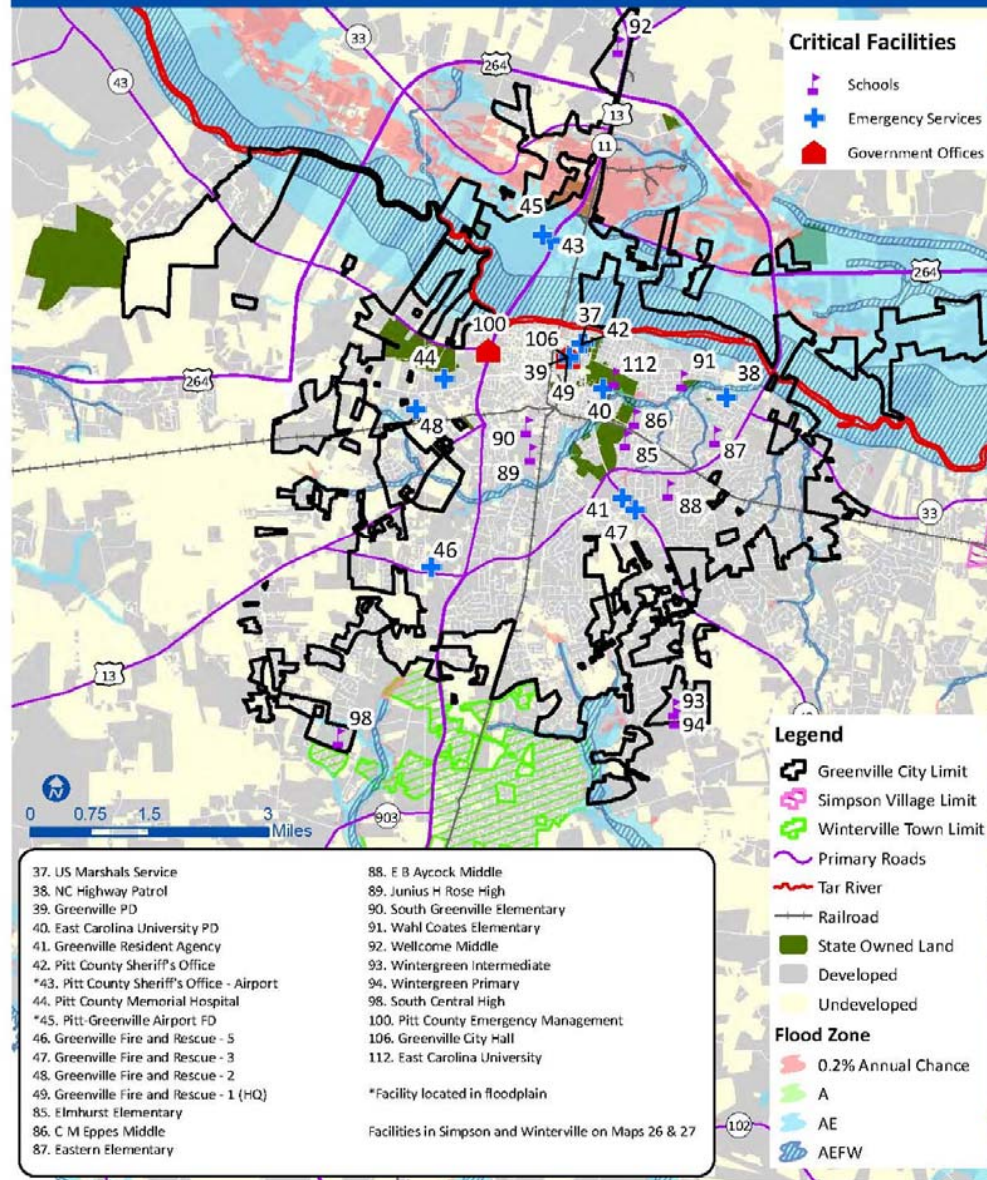 92
33
264
43
13
11
45
43
264
100
37
42
106
112
91
38
44
39
49
40
264
48
86
90
85
87
89
41
88
33
47
46
13
93
98
94
903
102
N
0 0.75 1.5 3
Miles
Critical Facilities
Schools
Emergency Services
Government Offices
Legend
Greenville City Limit
Simpson Village Limit
Winterville Town Limit
Primary Roads
Tar River
Railroad
State Owned Land
Developed
Undeveloped
Flood Zone
0.2% Annual Chance
A
AE
AEFW
37. US Marshals Service
38. NC Highway Patrol
39. Greenville PD
40. East Carolina University PD
41. Greenville Resident Agency
42. Pitt County Sheriff's Office
*43. Pitt County Sheriff's Office - Airport
44. Pitt County Memorial Hospital
*45. Pitt-Greenville Airport FD
46. Greenville Fire and Rescue - 5
47. Greenville Fire and Rescue - 3
48. Greenville Fire and Rescue - 2
49. Greenville Fire and Rescue - 1 (HQ)
85. Elmhurst Elementary
86. C M Eppes Middle
87. Eastern Elementary
88. E B Aycock Middle
89. Junius H Rose High
90. South Greenville Elementary
91. Wahl Coates Elementary
92. Wellcome Middle
93. Wintergreen Intermediate
94. Wintergreen Primary
98. South Central High
100. Pitt County Emergency Management
106. Greenville City Hall
112. East Carolina University
*Facility located in floodplain
Facilities in Simpson and Winterville on Maps 26 & 27